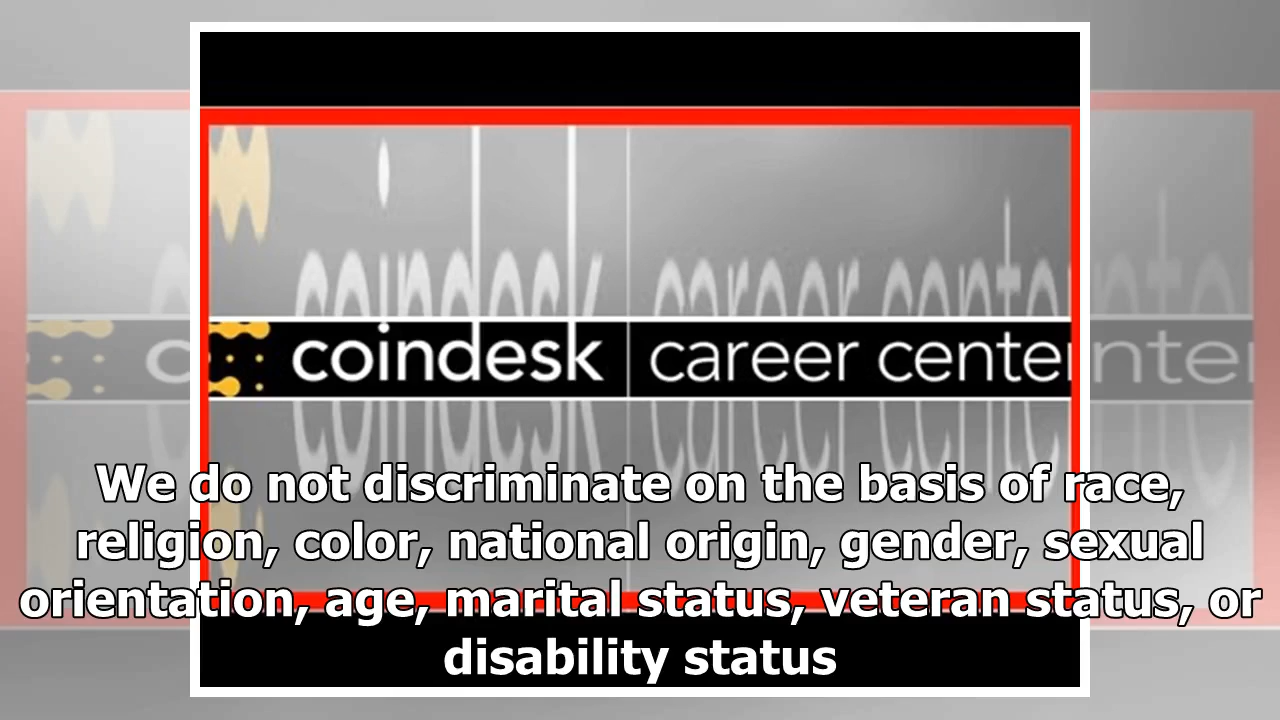 coindesk career center
We do not discriminate on the basis of race,
religion, color, national origin, gender, sexual
orientation, age, marital status, veteran status, or
disability status